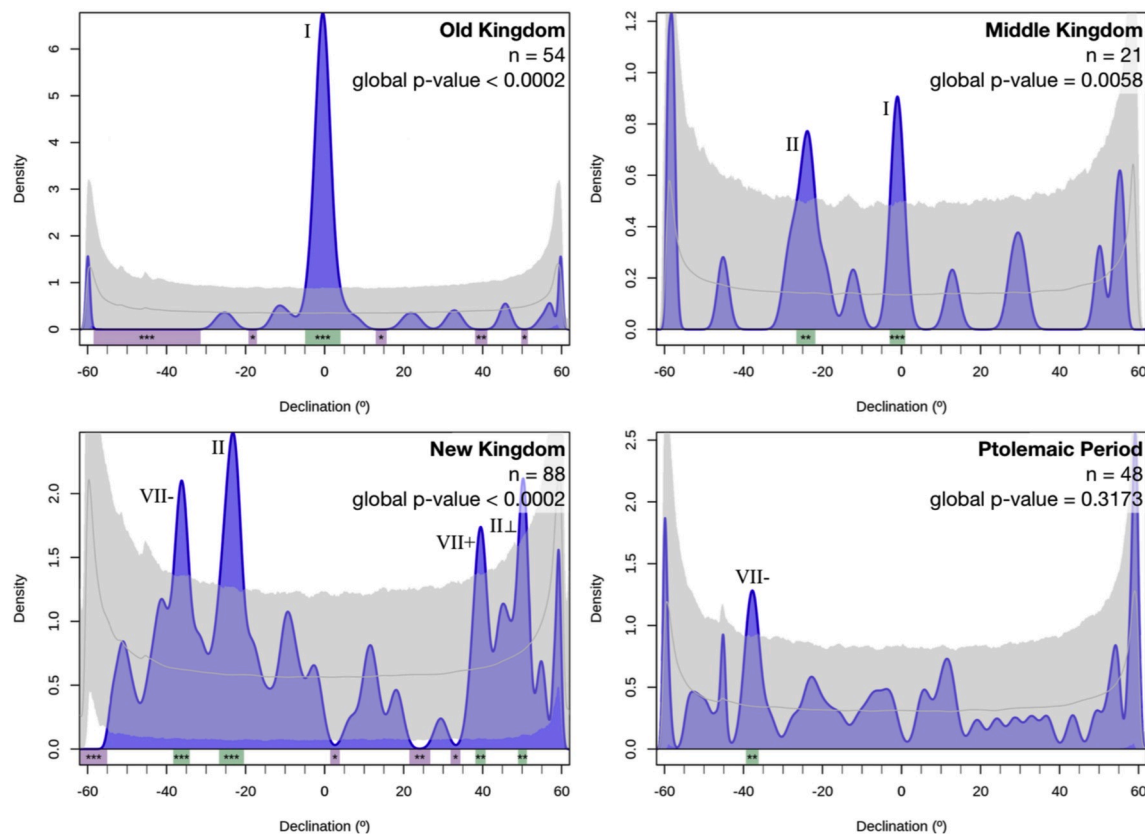 Old Kingdom
n = 54
global p-value < 0.0002
I
Density
6
5
4
3
2
1
0
*** * *** * ** *
-60 -40 -20 0 20 40 60
Declination (º)
Middle Kingdom
n = 21
global p-value = 0.0058
II
I
Density
1.2
1.0
0.8
0.6
0.4
0.2
0.0
** ***
-60 -40 -20 0 20 40 60
Declination (º)
New Kingdom
n = 88
global p-value < 0.0002
II
VII-
VII+
II⊥
Density
2.0
1.5
1.0
0.5
0.0
*** *** *** * ** * ** **
-60 -40 -20 0 20 40 60
Declination (º)
Ptolemaic Period
n = 48
global p-value = 0.3173
VII-
Density
2.5
2.0
1.5
1.0
0.5
0.0
**
-60 -40 -20 0 20 40 60
Declination (º)